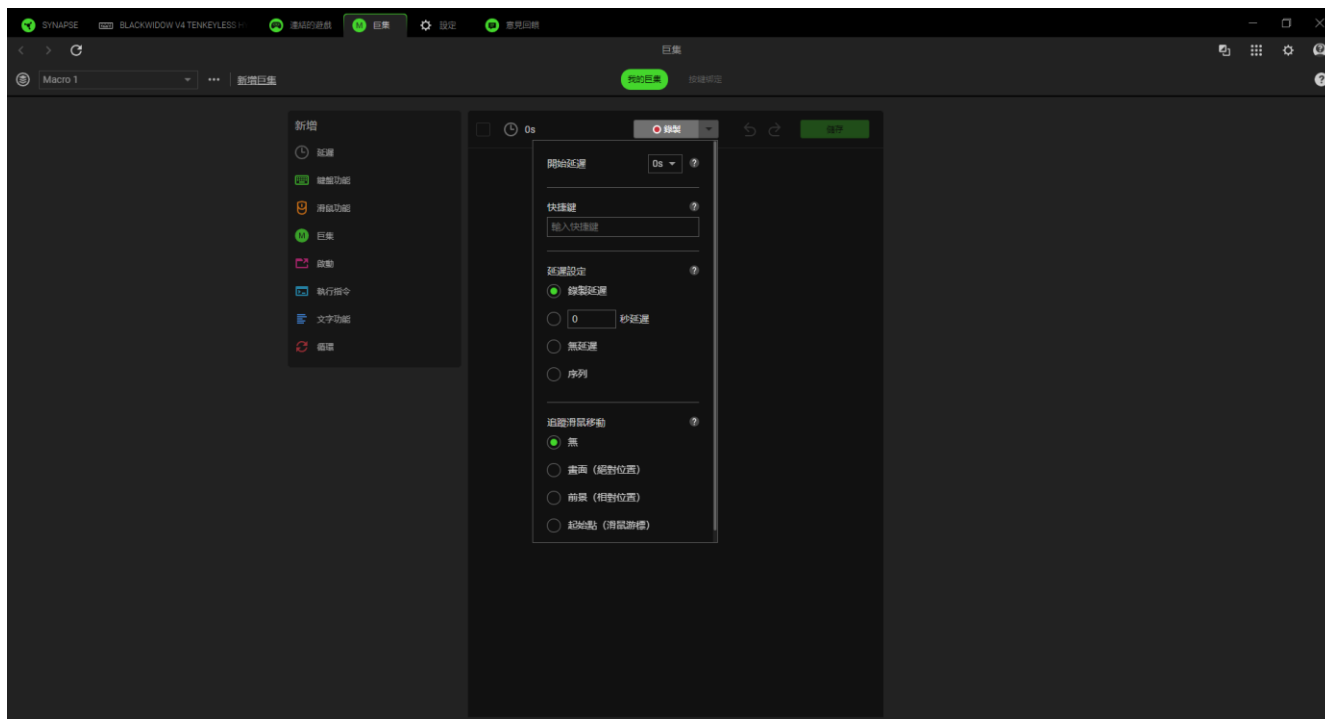 SYNAPSE BLACKWIDOW V4 TENKEYLESS H 連結的遊戲 M 巨集 設定 意見回饋
巨集
Macro 1 新增巨集 我的巨集 按鍵綁定
新增
延遲
鍵盤功能
滑鼠功能
M 巨集
啟動
執行指令
文字功能
循環
0s 錄製 儲存
開始延遲 0s ?
快捷鍵 ?
輸入快捷鍵
延遲設定 ?
錄製延遲
0 秒延遲
無延遲
序列
追蹤滑鼠移動 ?
無
畫面（絕對位置）
前景（相對位置）
起始點（滑鼠游標）